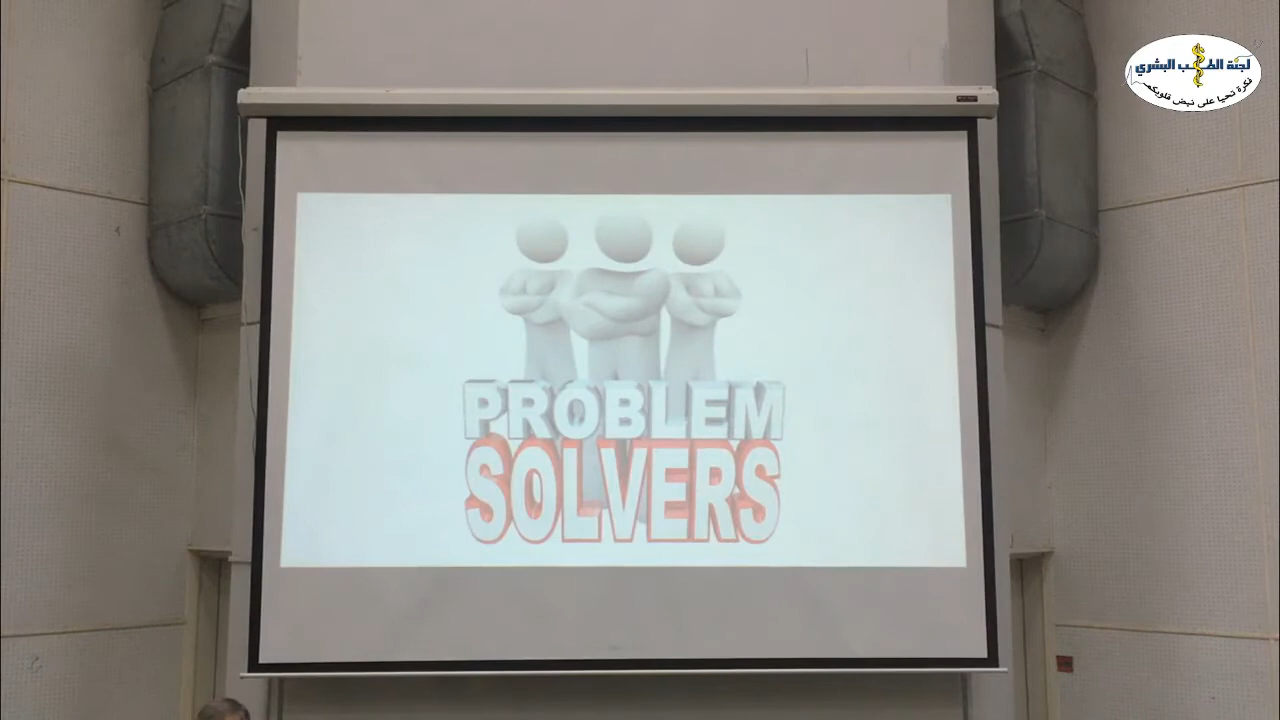 لجنة الطب البشري
فكرة تحيا على نبض قلوبكم
PROBLEM
SOLVERS